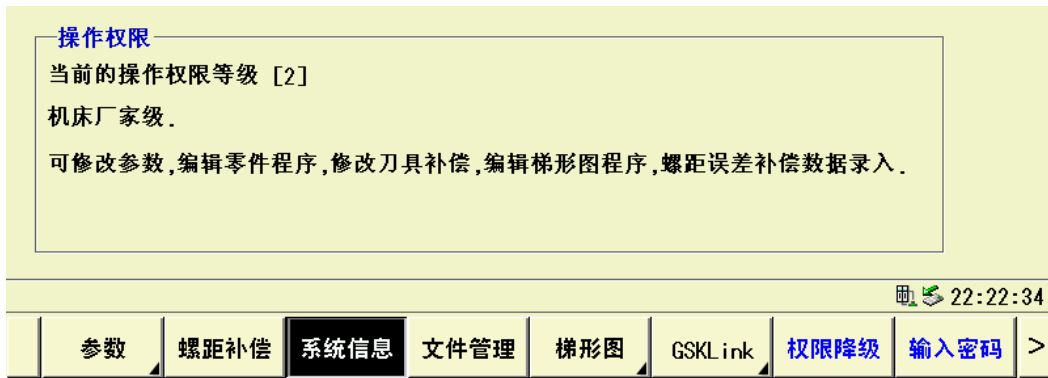 操作权限
当前的操作权限等级 [2]
机床厂家级.
可修改参数,编辑零件程序,修改刀具补偿,编辑梯形图程序,螺距误差补偿数据录入.
22:22:34
参数 螺距补偿 系统信息 文件管理 梯形图 GSKLink 权限降级 输入密码 >